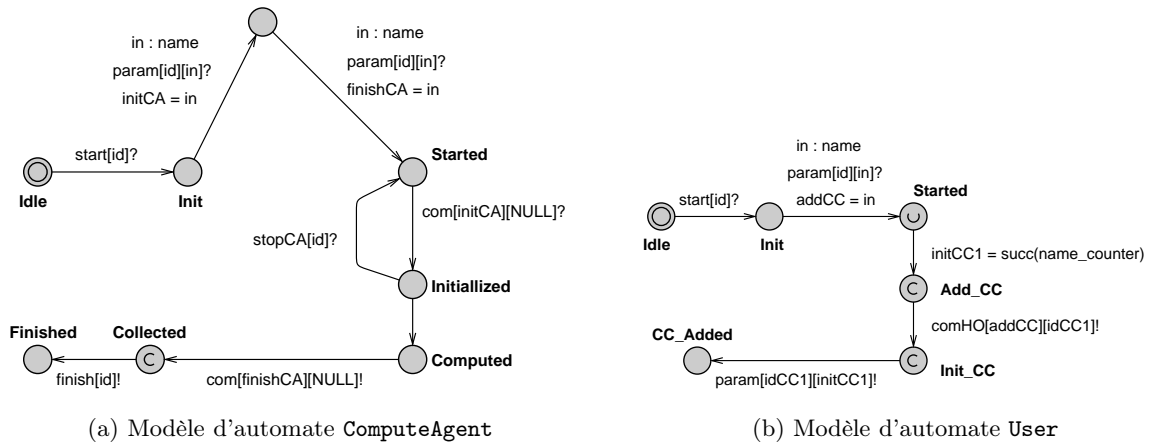 in : name
param[id][in]?
initCA = in
in : name
param[id][in]?
finishCA = in
start[id]?
Idle
Init
Started
com[initCA][NULL]?
stopCA[id]?
Initiallized
Finished
Collected
Computed
finish[id]!
com[finishCA][NULL]!
(a) Modèle d'automate ComputeAgent
in : name
param[id][in]?
addCC = in
start[id]?
Idle
Init
Started
U
initCC1 = succ(name_counter)
C
Add_CC
comHO[addCC][idCC1]!
CC_Added
C
Init_CC
param[idCC1][initCC1]!
C
(b) Modèle d'automate User